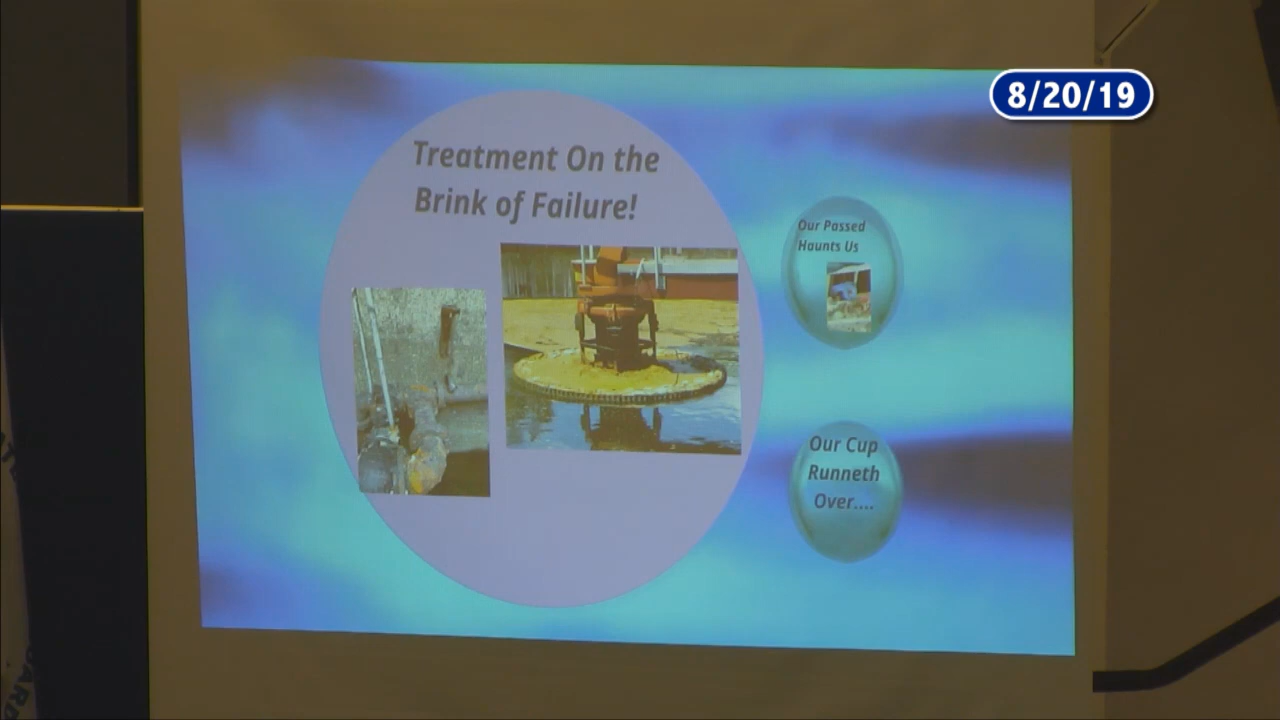 8/20/19
Treatment On the
Brink of Failure!
Our Passed
Haunts Us
Our Cup
Runneth
Over....